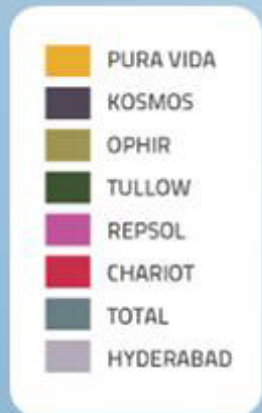 PURA VIDA
KOSMOS
OPHIR
TULLOW
REPSOL
CHARIOT
TOTAL
HYDERABAD